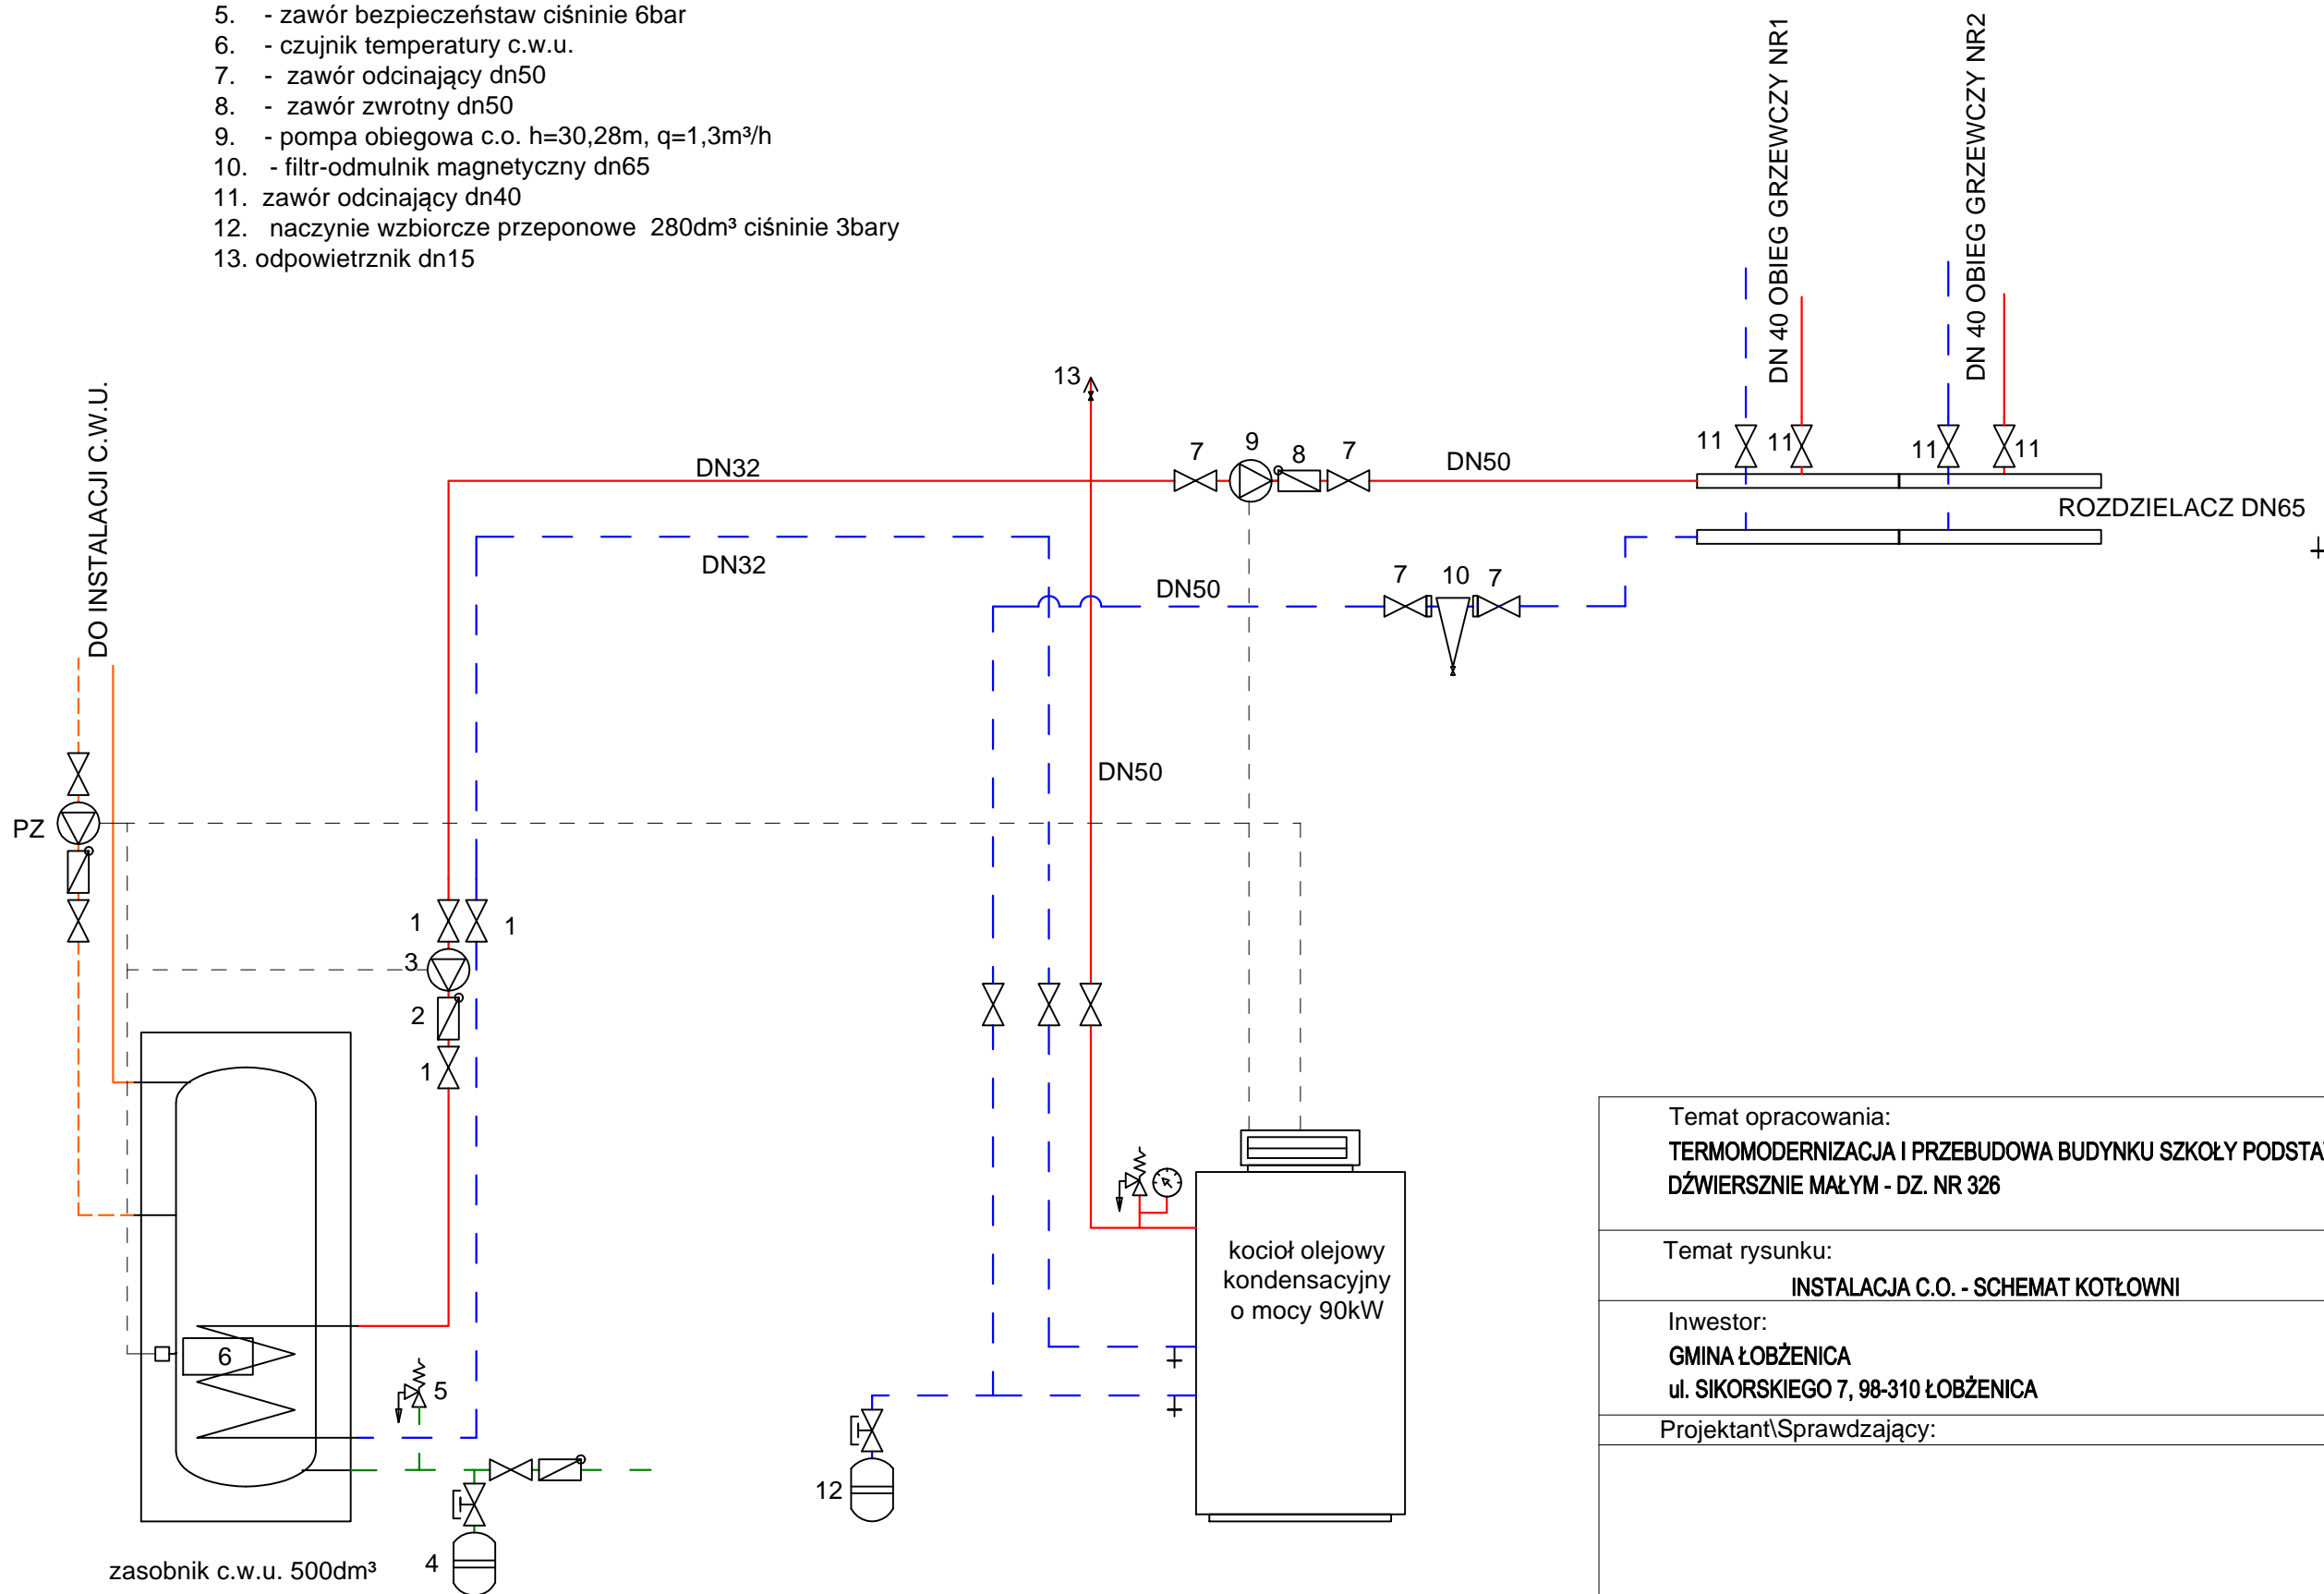 5. - zawór bezpieczeństaw ciśninie 6bar
6. - czujnik temperatury c.w.u.
7. - zawór odcinający dn50
8. - zawór zwrotny dn50
9. - pompa obiegowa c.o. h=30,28m, q=1,3m³/h
10. - filtr-odmulnik magnetyczny dn65
11. zawór odcinający dn40
12. naczynie wzbiorcze przeponowe 280dm³ ciśninie 3bary
13. odpowietrznik dn15
DN 40 OBIEG GRZEWCZY NR1
DN 40 OBIEG GRZEWCZY NR2
DO INSTALACJI C.W.U.
13
DN32
7
9
8
7
DN50
11
11
11
11
ROZDZIELACZ DN65
DN32
DN50
7
10
7
DN50
PZ
1
1
3
2
1
6
5
4
12
zasobnik c.w.u. 500dm³
kocioł olejowy
kondensacyjny
o mocy 90kW
Temat opracowania:
TERMOMODERNIZACJA I PRZEBUDOWA BUDYNKU SZKOŁY PODSTA
DŹWIERSZNIE MAŁYM - DZ. NR 326
Temat rysunku:
INSTALACJA C.O. - SCHEMAT KOTŁOWNI
Inwestor:
GMINA ŁOBŻENICA
ul. SIKORSKIEGO 7, 98-310 ŁOBŻENICA
Projektant\Sprawdzający: